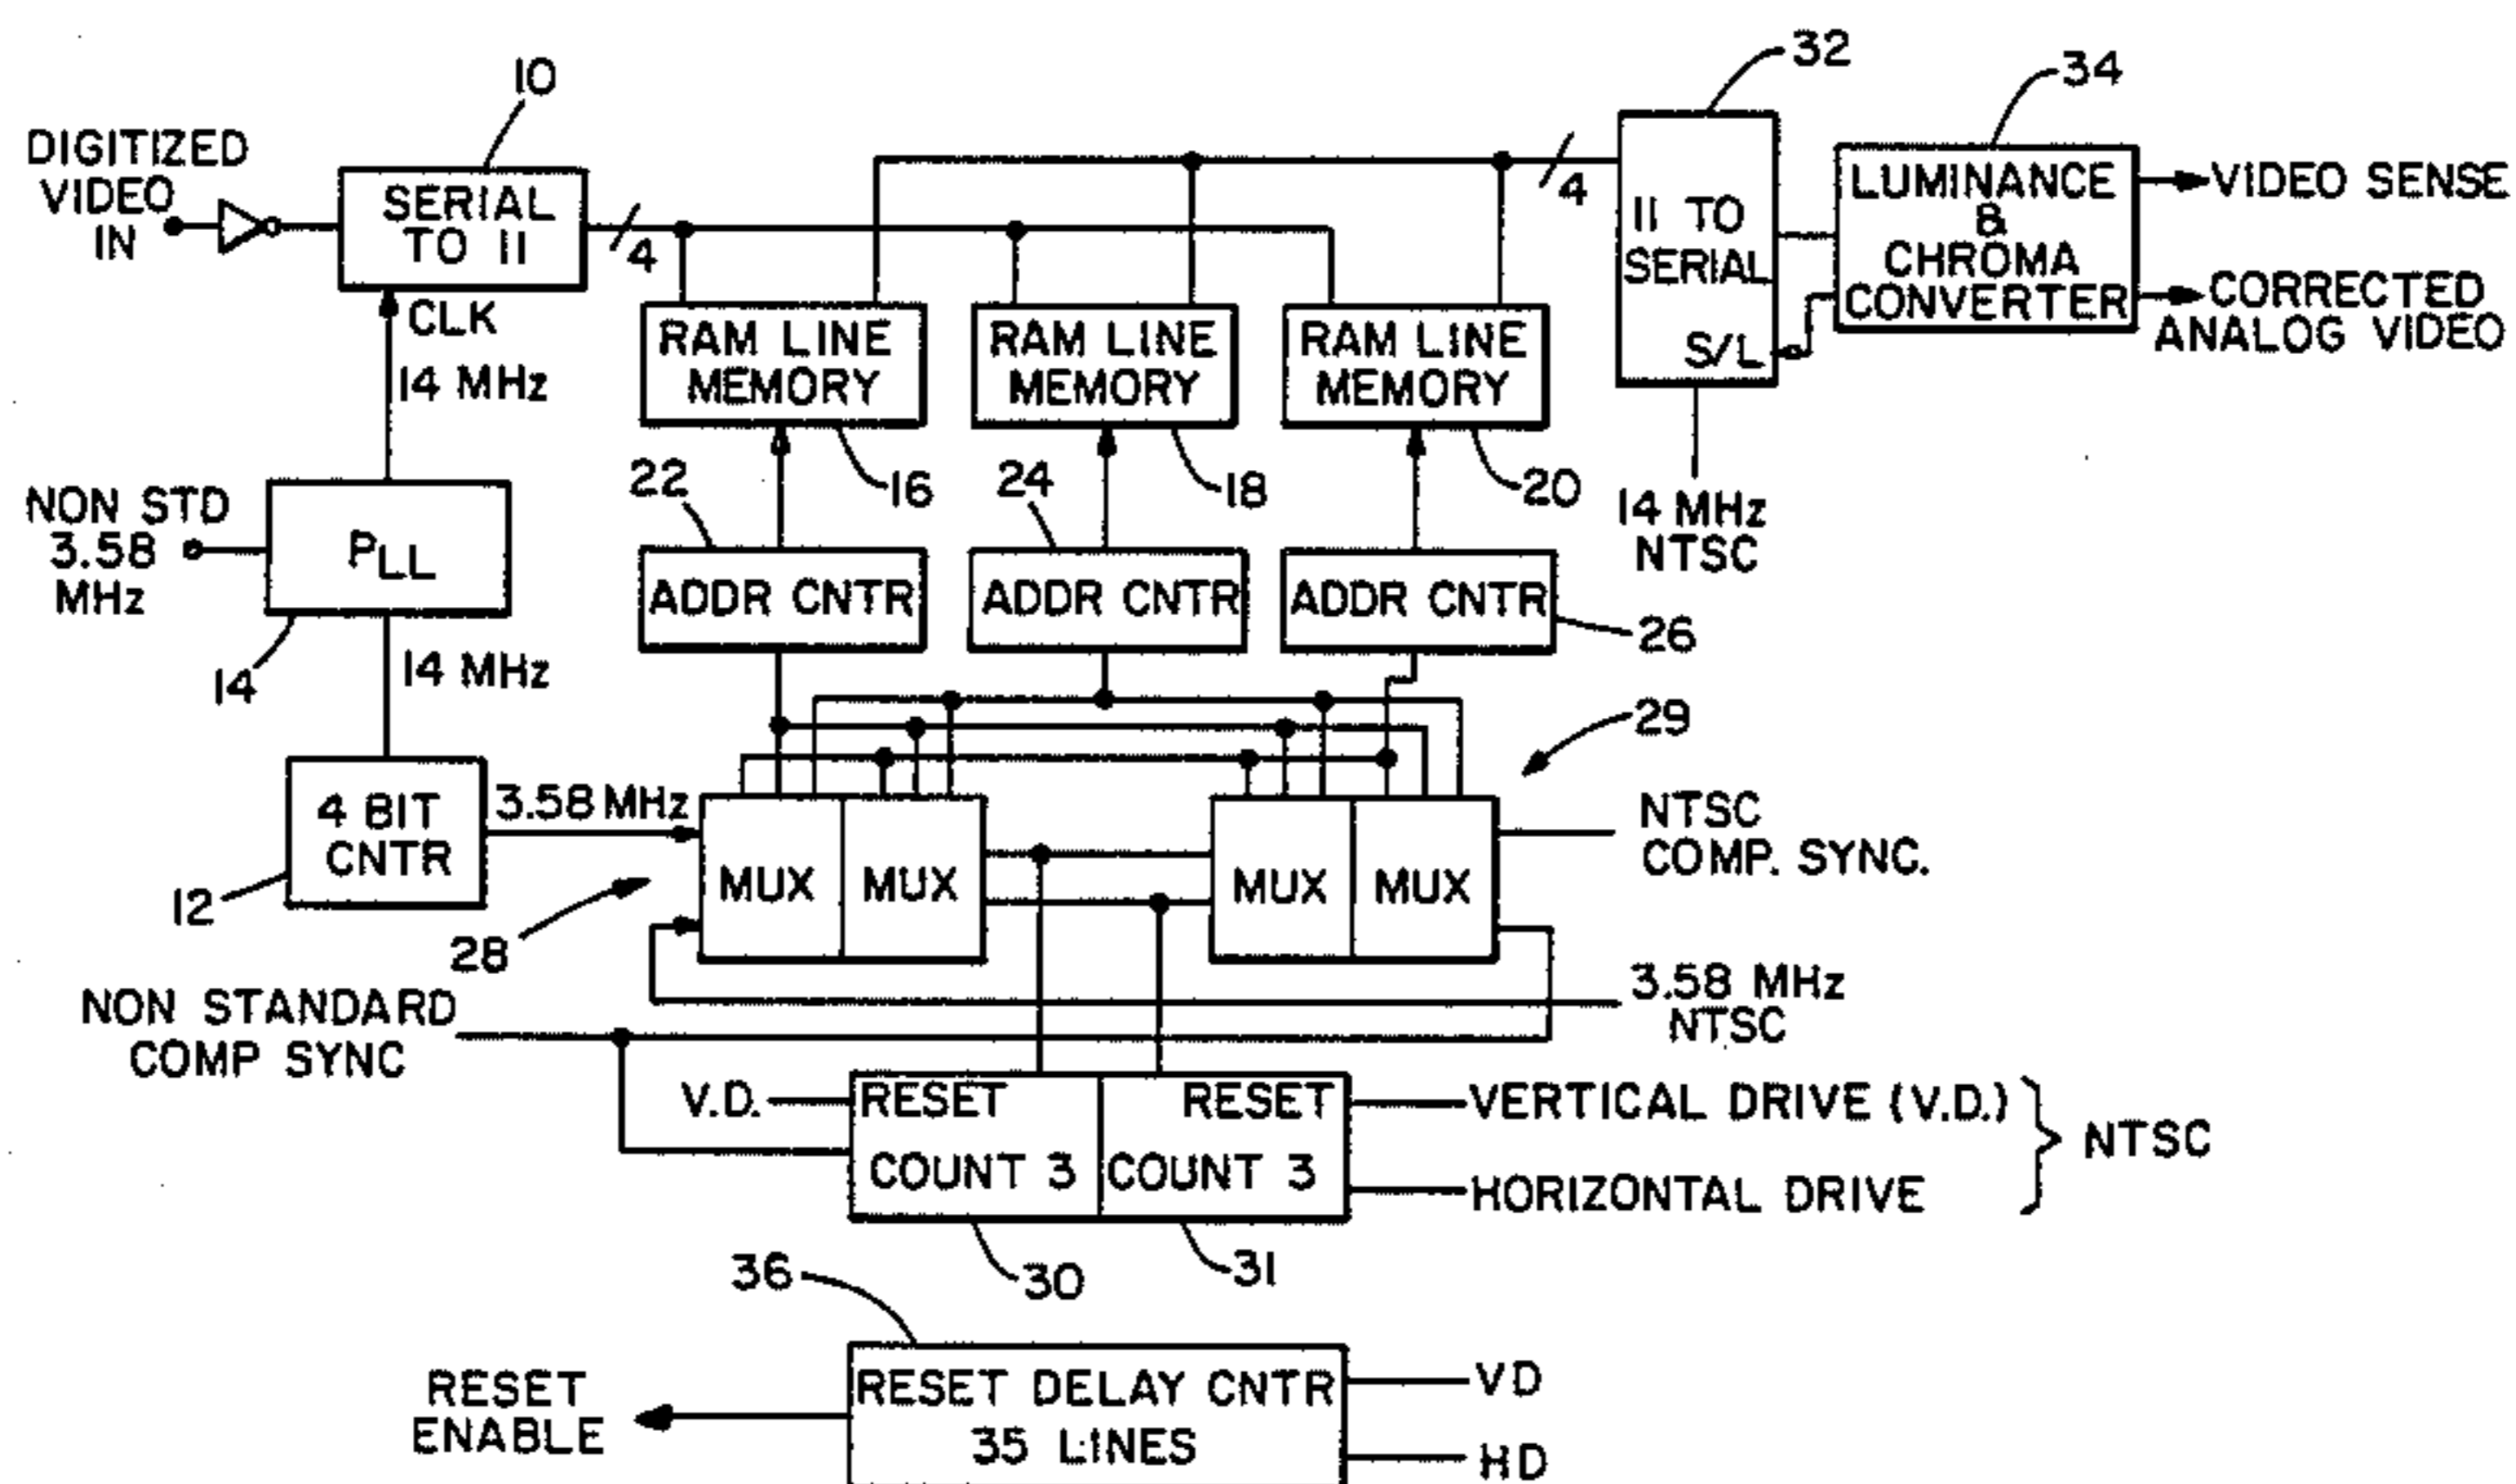 10
32
34
DIGITIZED
VIDEO
IN
SERIAL
TO 11
4
4
11 TO
SERIAL
S/L
LUMINANCE
&
CHROMA
CONVERTER
VIDEO SENSE
CORRECTED
ANALOG VIDEO
CLK
14 MHz
RAM LINE
MEMORY
RAM LINE
MEMORY
RAM LINE
MEMORY
22
16
24
18
20
14 MHz
NTSC
NON STD
3.58
MHz
PLL
ADDR CNTR
ADDR CNTR
ADDR CNTR
26
14
14 MHz
29
4 BIT
CNTR
3.58 MHz
MUX
MUX
MUX
MUX
NTSC
COMP. SYNC.
12
28
3.58 MHz
NTSC
NON STANDARD
COMP SYNC
V.D.
RESET
COUNT 3
RESET
COUNT 3
VERTICAL DRIVE (V.D.)
HORIZONTAL DRIVE
NTSC
30
31
36
RESET
ENABLE
RESET DELAY CNTR
35 LINES
VD
HD